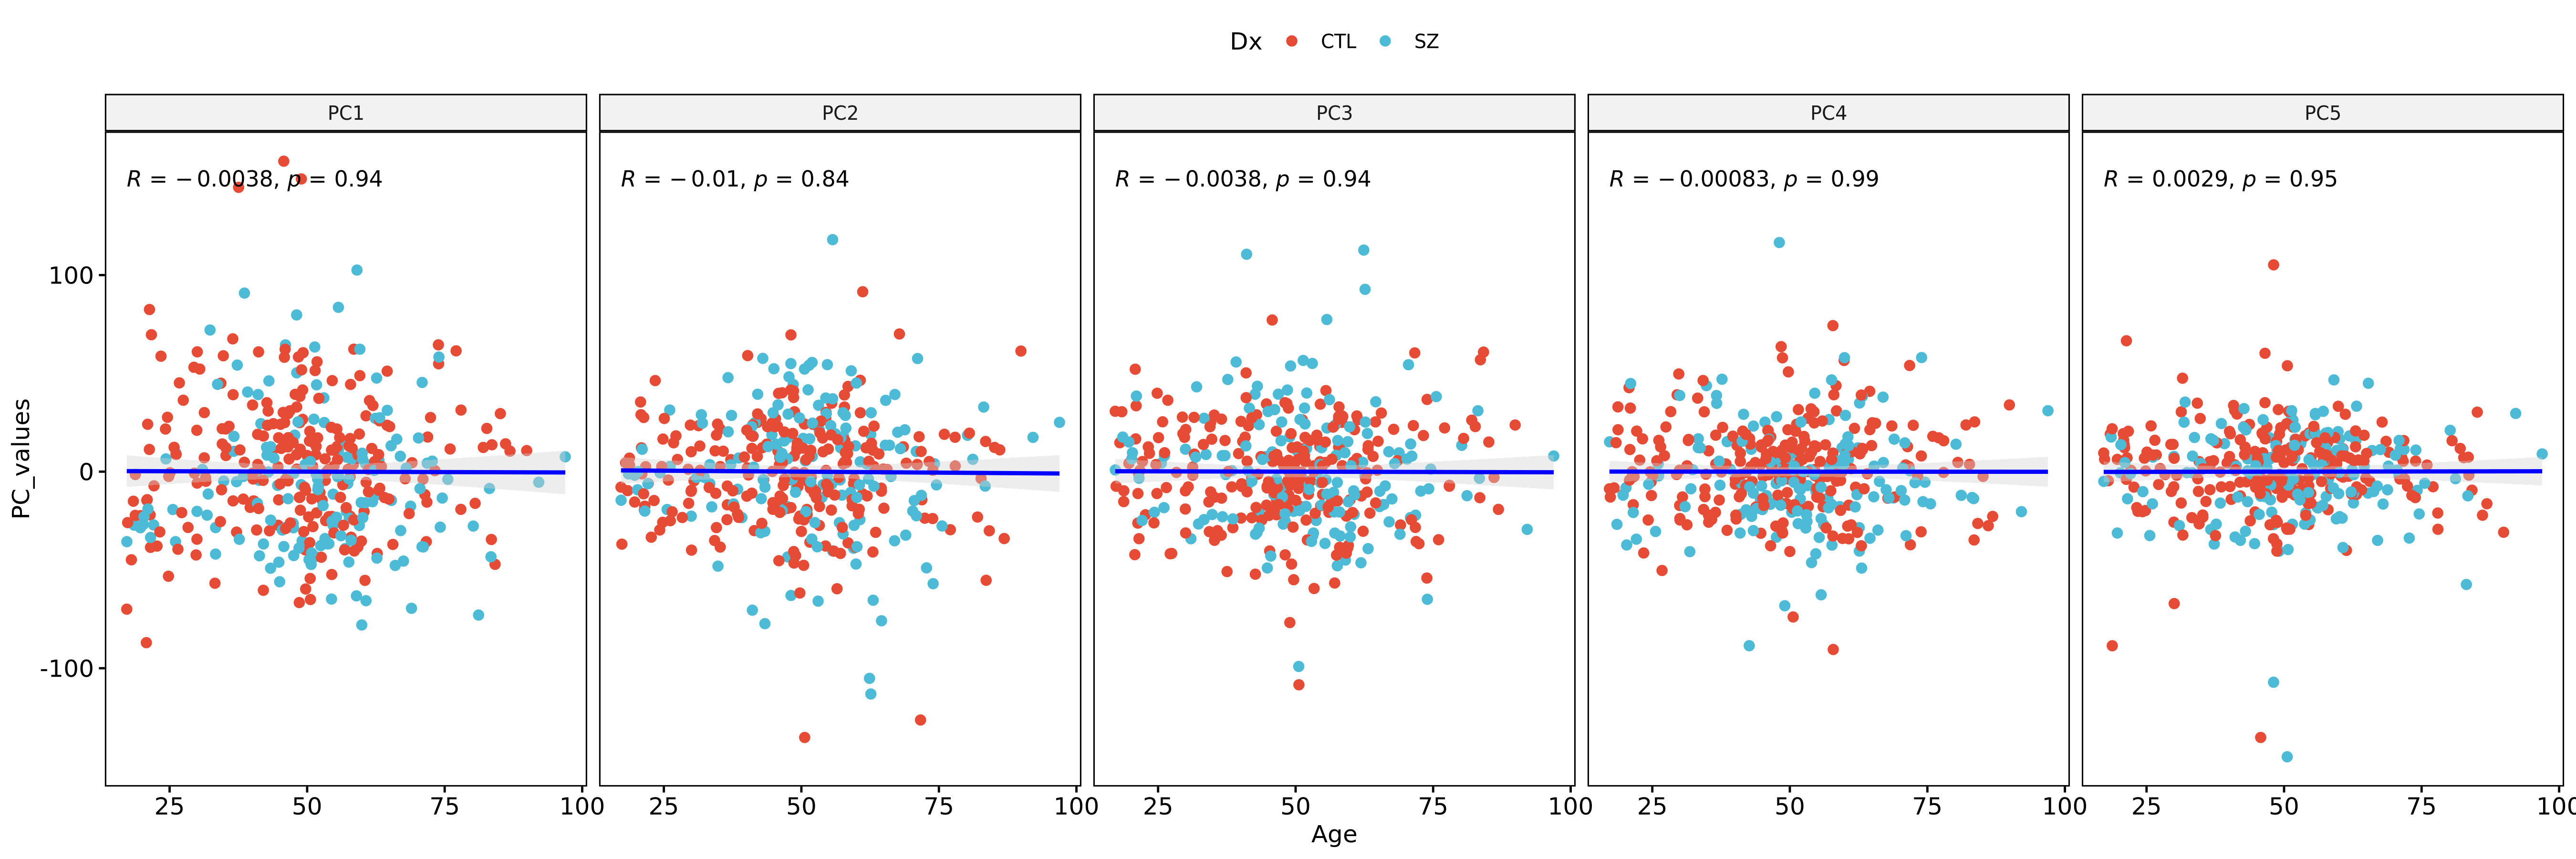 Dx CTL SZ
PC1 PC2 PC3 PC4 PC5
R = −0.0038, p = 0.94 R = −0.01, p = 0.84 R = −0.0038, p = 0.94 R = −0.00083, p = 0.99 R = 0.0029, p = 0.95
100
0
-100
PC_values
25 50 75 100 25 50 75 100 25 50 75 100 25 50 75 100 25 50 75 100
Age